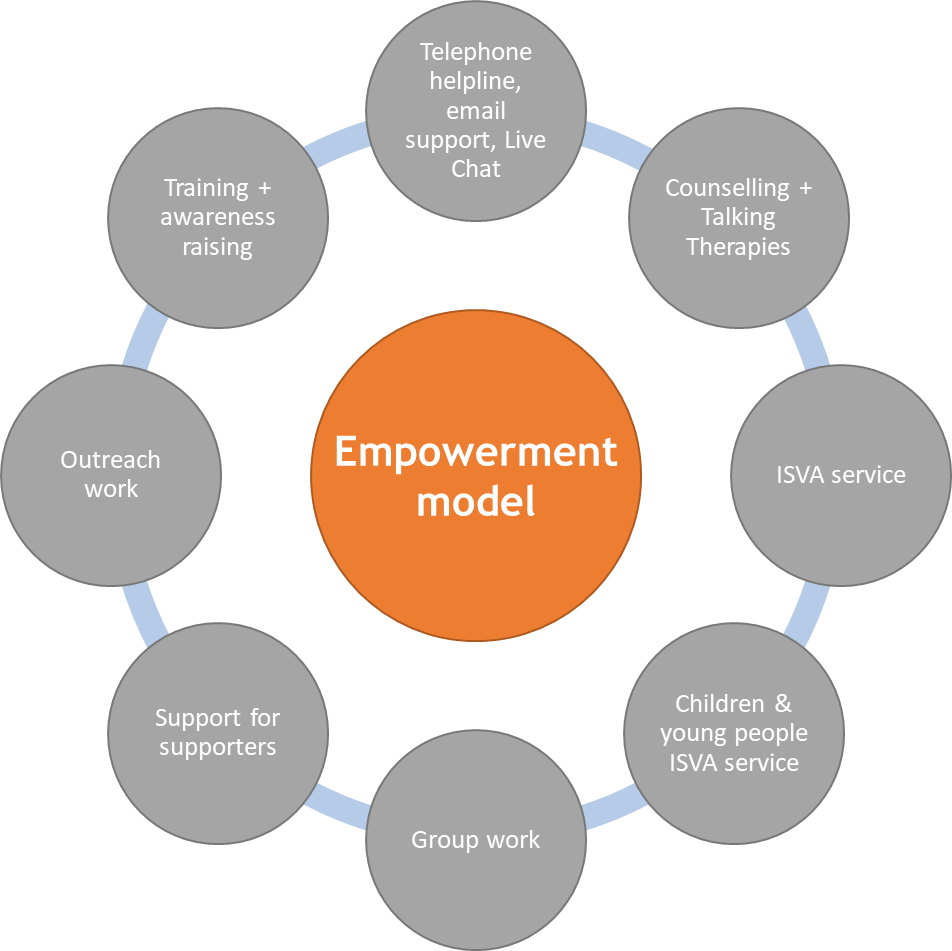 Telephone
helpline,
email
support, Live
Chat
Counselling +
Talking
Therapies
ISVA service
Children &
young people
ISVA service
Group work
Support for
supporters
Outreach
work
Training +
awareness
raising
Empowerment
model